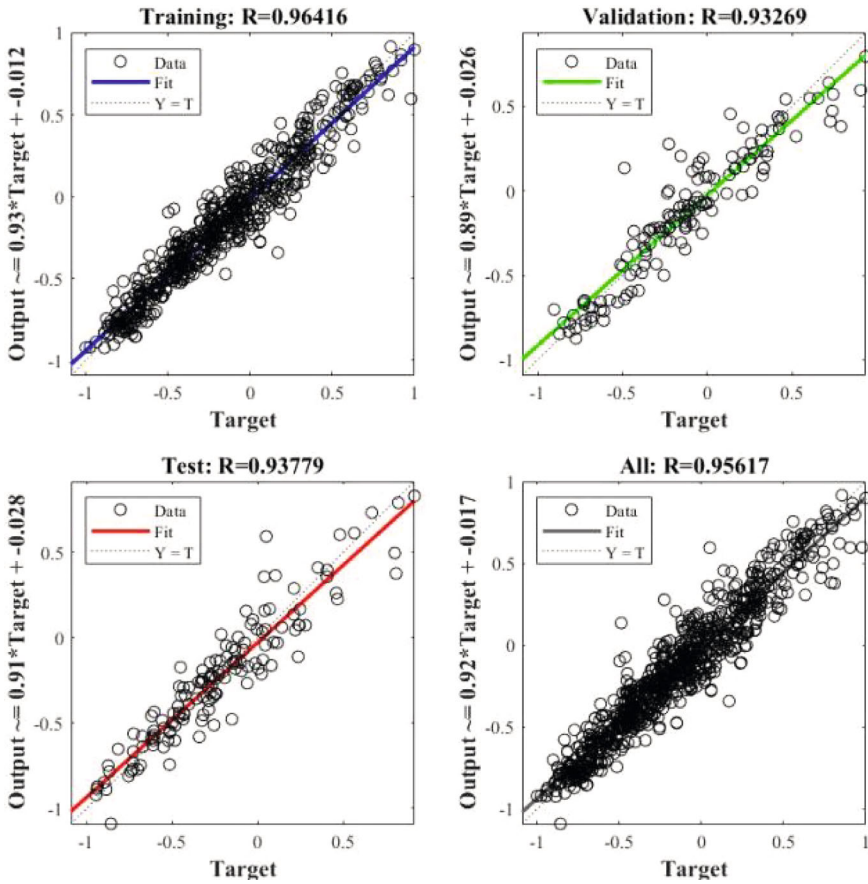 Training: R=0.96416
Output ~= 0.93*Target + -0.012
1
0.5
0
-0.5
-1
Data
Fit
Y = T
-1
-0.5
0
0.5
1
Target
Validation: R=0.93269
Output ~= 0.89*Target + -0.026
0.5
0
-0.5
-1
Data
Fit
Y = T
-1
-0.5
0
0.5
Target
Test: R=0.93779
Output ~= 0.91*Target + -0.028
0.5
0
-0.5
-1
Data
Fit
Y = T
-1
-0.5
0
0.5
Target
All: R=0.95617
Output ~= 0.92*Target + -0.017
1
0.5
0
-0.5
-1
Data
Fit
Y = T
-1
-0.5
0
0.5
1
Target